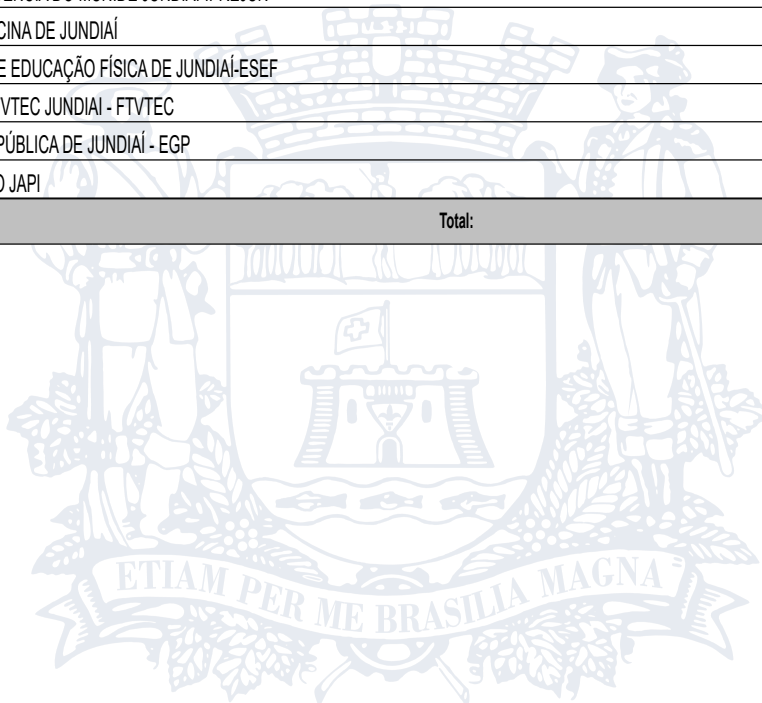 CINA DE JUNDIAÍ
E EDUCAÇÃO FÍSICA DE JUNDIAÍ-ESEF
VTEC JUNDIAI - FTVTEC
PÚBLICA DE JUNDIAÍ - EGP
O JAPI
Total:
ETIAM PER ME BRASILIA MAGNA